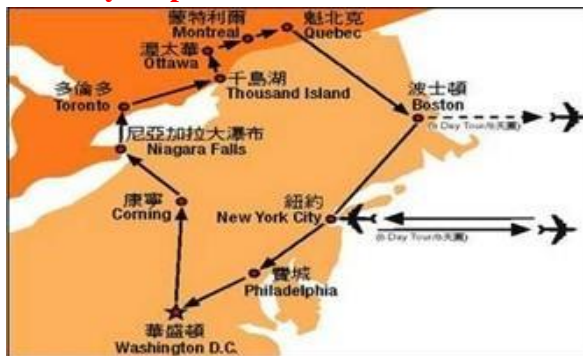 蒙特利爾
Montreal
魁北克
Quebec
渥太華
Ottawa
千島湖
Thousand Island
多倫多
Toronto
波士頓
Boston
尼亞加拉大瀑布
Niagara Falls
康寧
Corning
紐約
New York City
費城
Philadelphia
華盛頓
Washington D.C.